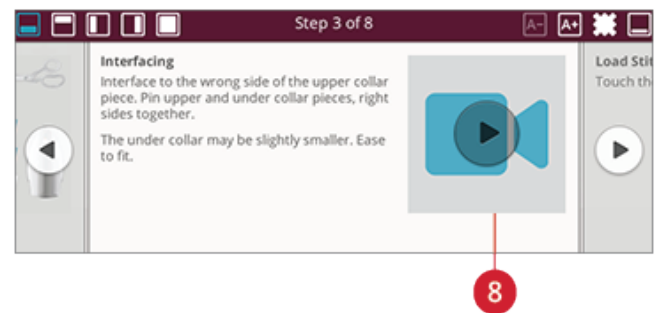 Step 3 of 8
A-
A+
Interfacing
Interface to the wrong side of the upper collar
piece. Pin upper and under collar pieces, right
sides together.
The under collar may be slightly smaller. Ease
to fit.
Load Stit
Touch th
8